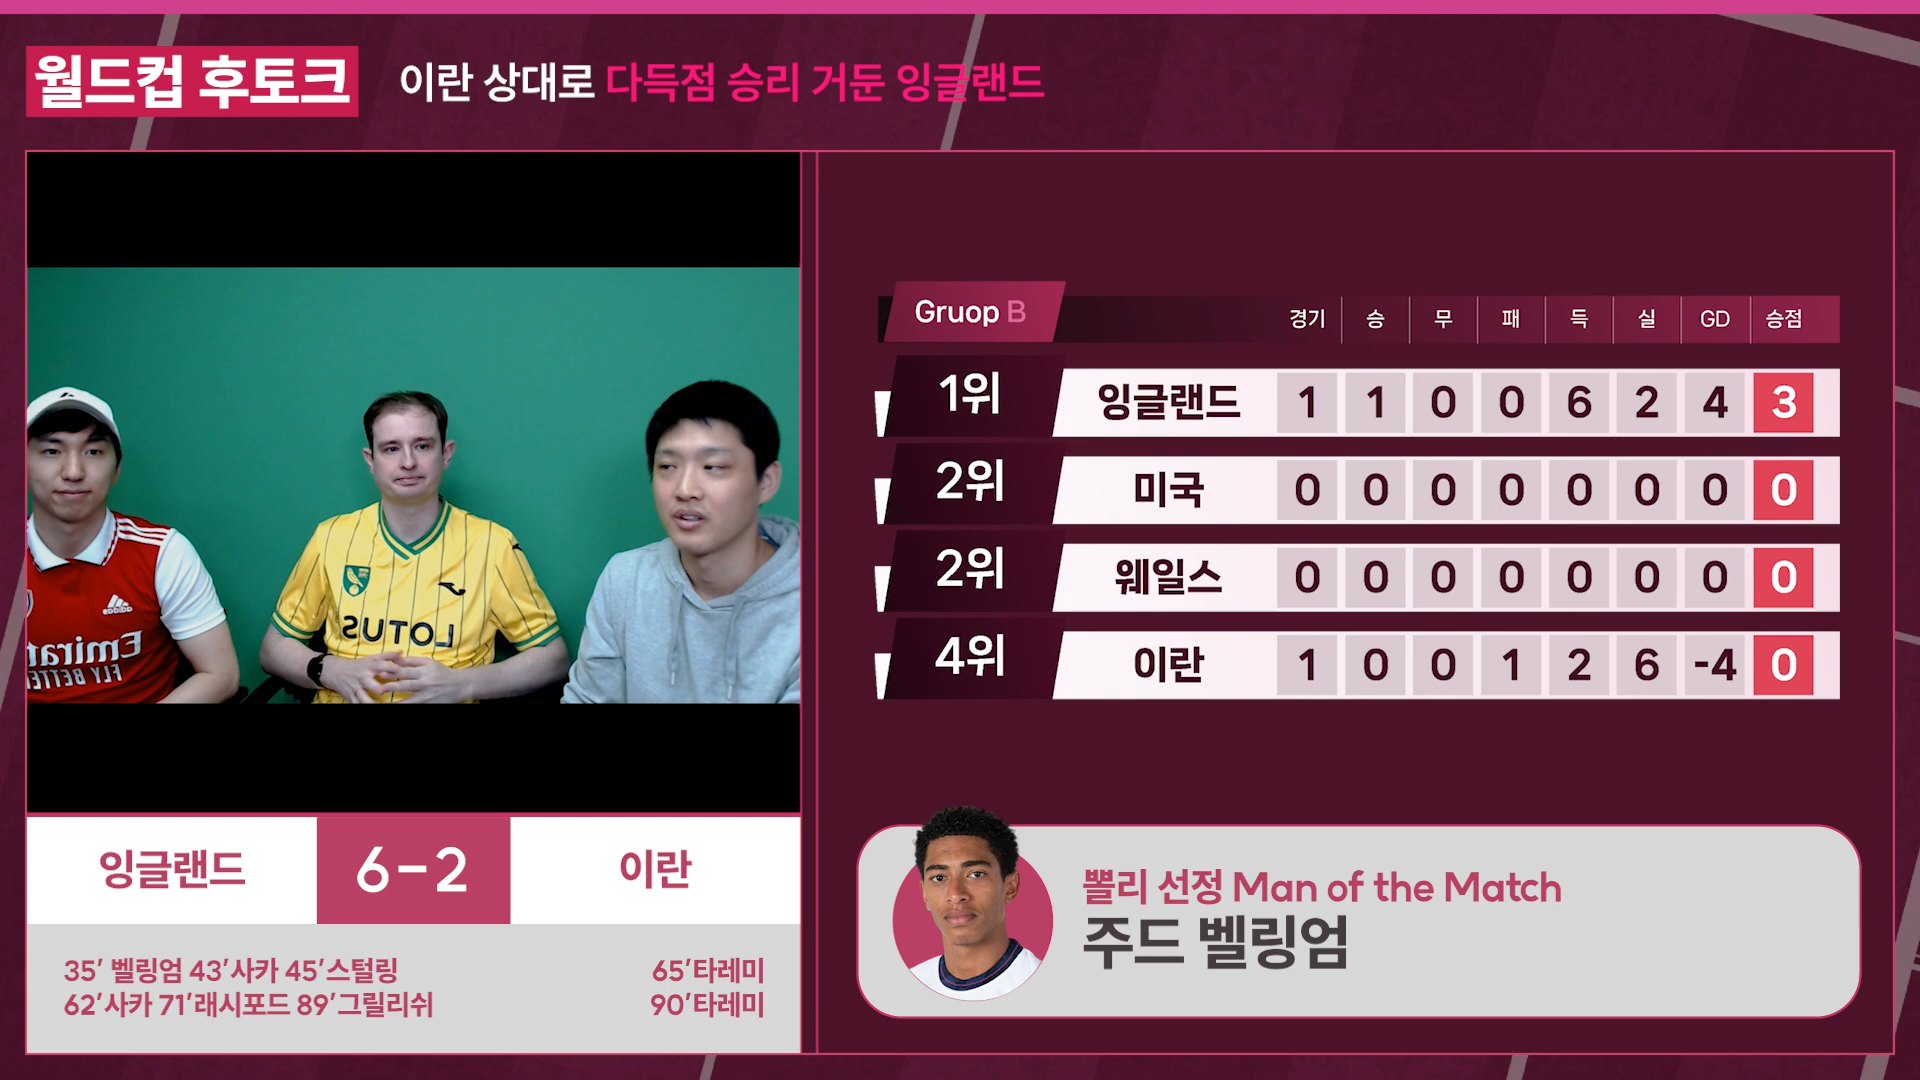 월드컵 후토크
이란 상대로 다득점 승리 거둔 잉글랜드
adidas
Emirat
FLY BETTE
LOTUS
잉글랜드 6-2 이란
35' 벨링엄 43'사카 45'스털링
62'사카 71'래시포드 89'그릴리쉬
65'타레미
90'타레미
Gruop B 경기 승 무 패 득 실 GD 승점
1위 잉글랜드 1 1 0 0 6 2 4 3
2위 미국 0 0 0 0 0 0 0 0
2위 웨일스 0 0 0 0 0 0 0 0
4위 이란 1 0 0 1 2 6 -4 0
뽈리 선정 Man of the Match
주드 벨링엄